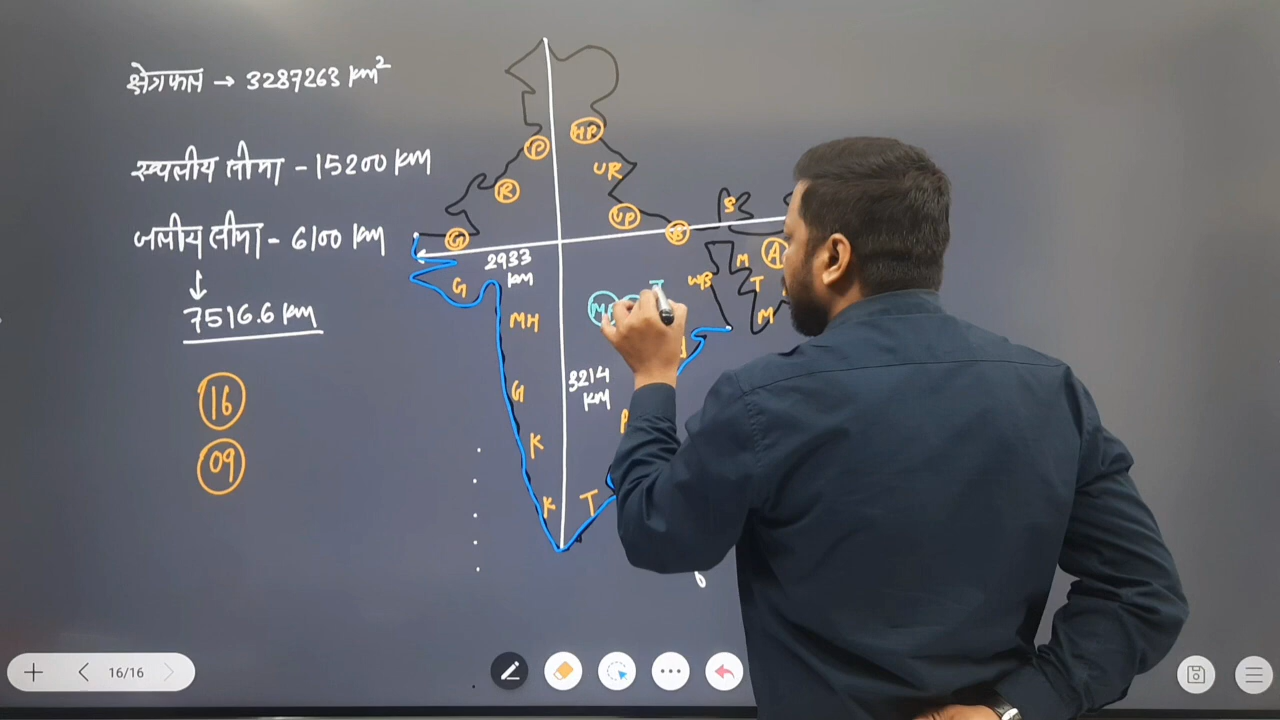 क्षेत्रफल → 3287263 km²
स्थलीय सीमा - 15200 KM
जलीय सीमा - 6100 KM
↓
7516.6 KM
16
09
P
HP
R
UR
UP
G
B
S
A
2933
KM
G
WB
M
T
M
MH
3214
KM
G
K
K
T
16/16